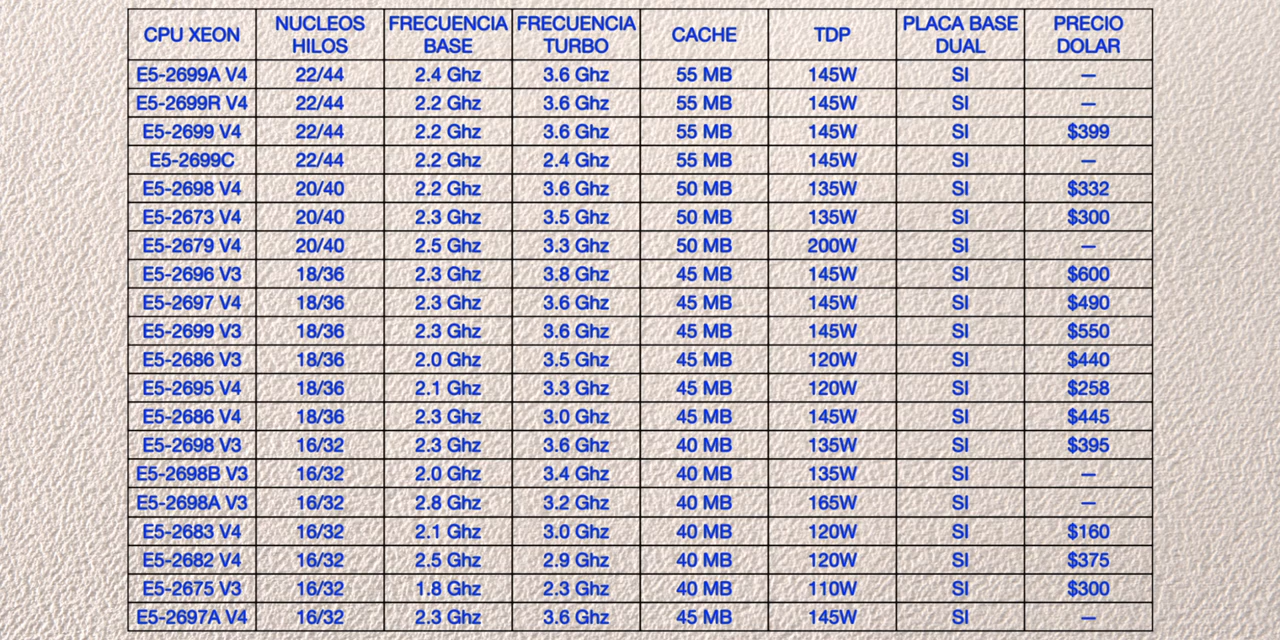 CPU XEON NUCLEOS HILOS FRECUENCIA BASE FRECUENCIA TURBO CACHE TDP PLACA BASE DUAL PRECIO DOLAR
E5-2699A V4 22/44 2.4 Ghz 3.6 Ghz 55 MB 145W SI —
E5-2699R V4 22/44 2.2 Ghz 3.6 Ghz 55 MB 145W SI —
E5-2699 V4 22/44 2.2 Ghz 3.6 Ghz 55 MB 145W SI $399
E5-2699C 22/44 2.2 Ghz 2.4 Ghz 55 MB 145W SI —
E5-2698 V4 20/40 2.2 Ghz 3.6 Ghz 50 MB 135W SI $332
E5-2673 V4 20/40 2.3 Ghz 3.5 Ghz 50 MB 135W SI $300
E5-2679 V4 20/40 2.5 Ghz 3.3 Ghz 50 MB 200W SI —
E5-2696 V3 18/36 2.3 Ghz 3.8 Ghz 45 MB 145W SI $600
E5-2697 V4 18/36 2.3 Ghz 3.6 Ghz 45 MB 145W SI $490
E5-2699 V3 18/36 2.3 Ghz 3.6 Ghz 45 MB 145W SI $550
E5-2686 V3 18/36 2.0 Ghz 3.5 Ghz 45 MB 120W SI $440
E5-2695 V4 18/36 2.1 Ghz 3.3 Ghz 45 MB 120W SI $258
E5-2686 V4 18/36 2.3 Ghz 3.0 Ghz 45 MB 145W SI $445
E5-2698 V3 16/32 2.3 Ghz 3.6 Ghz 40 MB 135W SI $395
E5-2698B V3 16/32 2.0 Ghz 3.4 Ghz 40 MB 135W SI —
E5-2698A V3 16/32 2.8 Ghz 3.2 Ghz 40 MB 165W SI —
E5-2683 V4 16/32 2.1 Ghz 3.0 Ghz 40 MB 120W SI $160
E5-2682 V4 16/32 2.5 Ghz 2.9 Ghz 40 MB 120W SI $375
E5-2675 V3 16/32 1.8 Ghz 2.3 Ghz 40 MB 110W SI $300
E5-2697A V4 16/32 2.3 Ghz 3.6 Ghz 45 MB 145W SI —